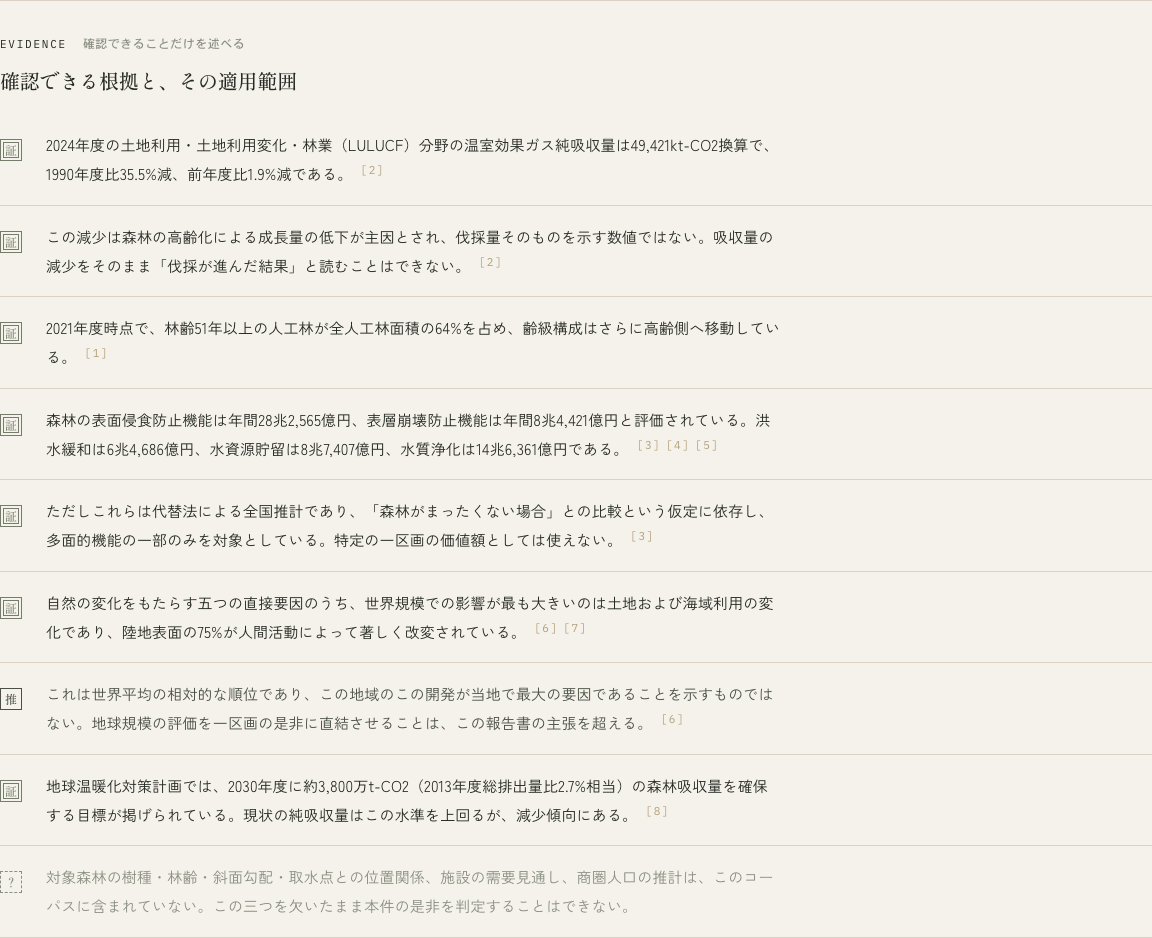 EVIDENCE 確認できることだけを述べる
確認できる根拠と、その適用範囲
証 2024年度の土地利用・土地利用変化・林業（LULUCF）分野の温室効果ガス純吸収量は49,421kt-CO2換算で、
1990年度比35.5%減、前年度比1.9%減である。 [2]
証 この減少は森林の高齢化による成長量の低下が主因とされ、伐採量そのものを示す数値ではない。吸収量の
減少をそのまま「伐採が進んだ結果」と読むことはできない。 [2]
証 2021年度時点で、林齢51年以上の人工林が全人工林面積の64%を占め、齢級構成はさらに高齢側へ移動してい
る。 [1]
証 森林の表面侵食防止機能は年間28兆2,565億円、表層崩壊防止機能は年間8兆4,421億円と評価されている。洪
水緩和は6兆4,686億円、水資源貯留は8兆7,407億円、水質浄化は14兆6,361億円である。 [3] [4] [5]
証 ただしこれらは代替法による全国推計であり、「森林がまったくない場合」との比較という仮定に依存し、
多面的機能の一部のみを対象としている。特定の一区画の価値額としては使えない。 [3]
証 自然の変化をもたらす五つの直接要因のうち、世界規模での影響が最も大きいのは土地および海域利用の変
化であり、陸地表面の75%が人間活動によって著しく改変されている。 [6] [7]
推 これは世界平均の相対的な順位であり、この地域のこの開発が当地で最大の要因であることを示すものでは
ない。地球規模の評価を一区画の是非に直結させることは、この報告書の主張を超える。 [6]
証 地球温暖化対策計画では、2030年度に約3,800万t-CO2（2013年度総排出量比2.7%相当）の森林吸収量を確保
する目標が掲げられている。現状の純吸収量はこの水準を上回るが、減少傾向にある。 [8]
? 対象森林の樹種・林齢・斜面勾配・取水点との位置関係、施設の需要見通し、商圏人口の推計は、このコー
パスに含まれていない。この三つを欠いたまま本件の是非を判定することはできない。